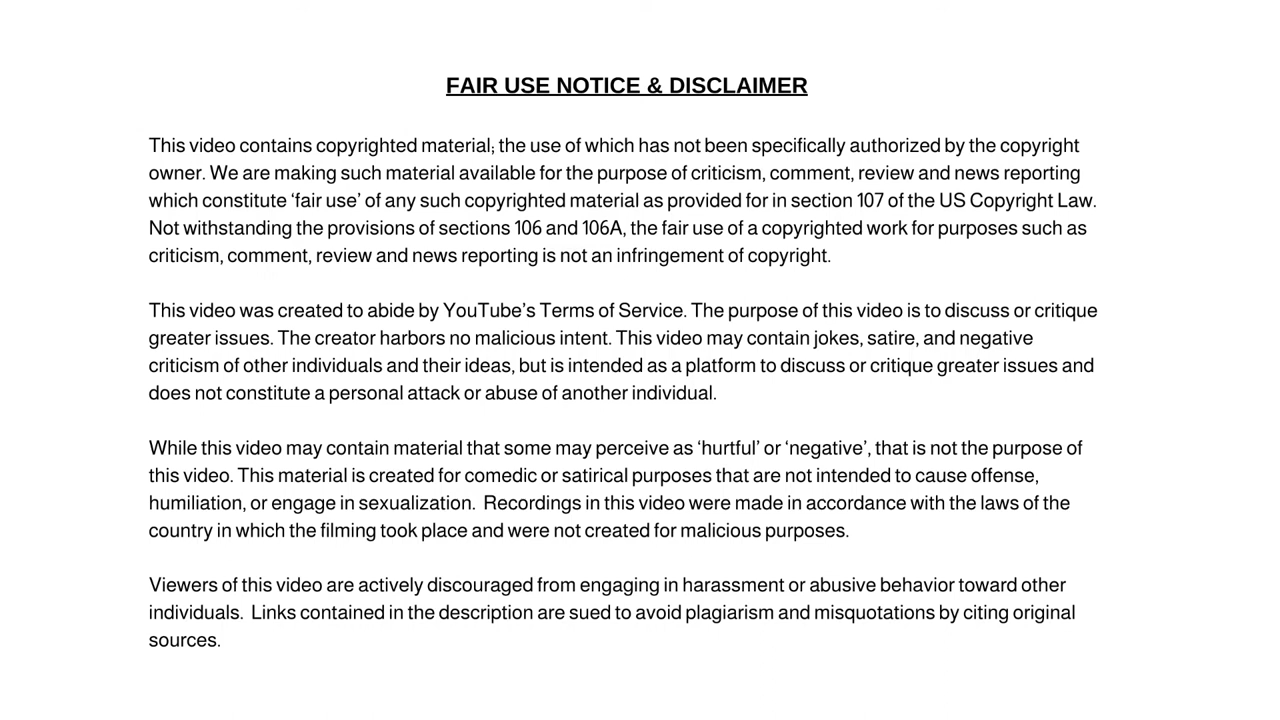 FAIR USE NOTICE & DISCLAIMER
This video contains copyrighted material; the use of which has not been specifically authorized by the copyright
owner. We are making such material available for the purpose of criticism, comment, review and news reporting
which constitute ‘fair use’ of any such copyrighted material as provided for in section 107 of the US Copyright Law.
Not withstanding the provisions of sections 106 and 106A, the fair use of a copyrighted work for purposes such as
criticism, comment, review and news reporting is not an infringement of copyright.
This video was created to abide by YouTube’s Terms of Service. The purpose of this video is to discuss or critique
greater issues. The creator harbors no malicious intent. This video may contain jokes, satire, and negative
criticism of other individuals and their ideas, but is intended as a platform to discuss or critique greater issues and
does not constitute a personal attack or abuse of another individual.
While this video may contain material that some may perceive as ‘hurtful’ or ‘negative’, that is not the purpose of
this video. This material is created for comedic or satirical purposes that are not intended to cause offense,
humiliation, or engage in sexualization.  Recordings in this video were made in accordance with the laws of the
country in which the filming took place and were not created for malicious purposes.
Viewers of this video are actively discouraged from engaging in harassment or abusive behavior toward other
individuals.  Links contained in the description are sued to avoid plagiarism and misquotations by citing original
sources.